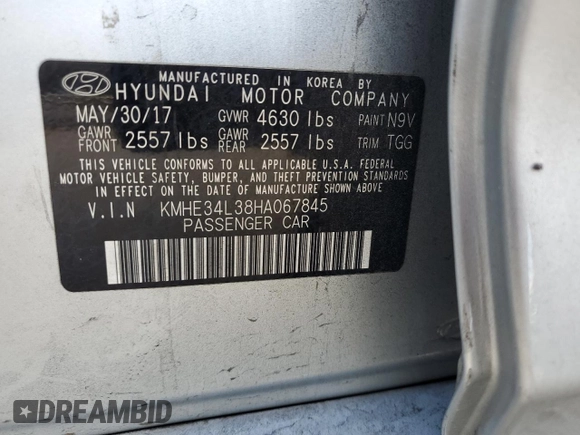 MANUFACTURED IN KOREA BY
HYUNDAI MOTOR COMPANY
MAY/30/17 GVWR 4630 lbs PAINT N9V
GAWR FRONT 2557 lbs GAWR REAR 2557 lbs TRIM TGG
THIS VEHICLE CONFORMS TO ALL APPLICABLE U.S.A. FEDERAL
MOTOR VEHICLE SAFETY, BUMPER, AND THEFT PREVENTION STANDARDS
IN EFFECT ON THE DATE OF MANUFACTURE SHOWN ABOVE
V.I.N KMHE34L38HA067845
PASSENGER CAR
DREAMBID